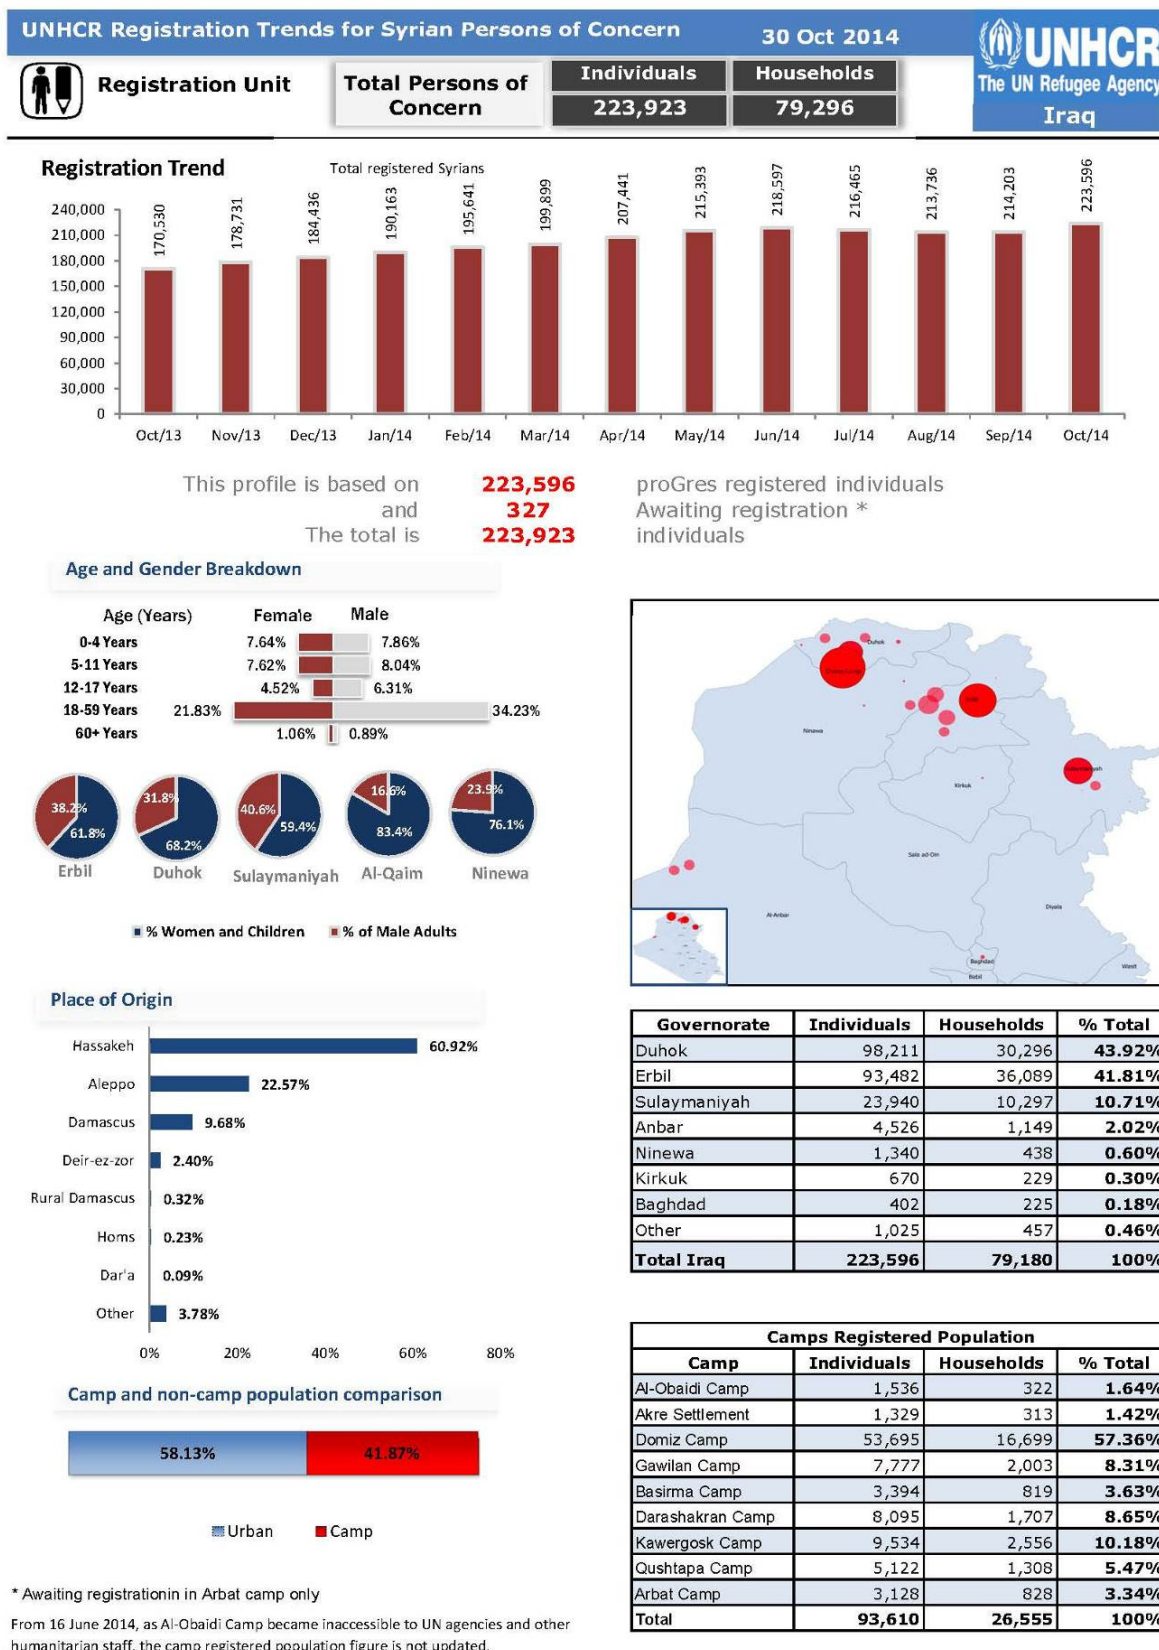 UNHCR Registration Trends for Syrian Persons of Concern
30 Oct 2014
UNHCR
The UN Refugee Agency
Iraq
Registration Unit
Total Persons of Concern
Individuals Households
223,923 79,296
Registration Trend
Total registered Syrians
240,000
210,000
180,000
150,000
120,000
90,000
60,000
30,000
0
170,530 178,731 184,436 190,163 195,641 199,899 207,441 215,393 218,597 216,465 213,736 214,203 223,596
Oct/13 Nov/13 Dec/13 Jan/14 Feb/14 Mar/14 Apr/14 May/14 Jun/14 Jul/14 Aug/14 Sep/14 Oct/14
This profile is based on 223,596 proGres registered individuals
and 327 Awaiting registration *
The total is 223,923 individuals
Age and Gender Breakdown
Age (Years) Female Male
0-4 Years 7.64% 7.86%
5-11 Years 7.62% 8.04%
12-17 Years 4.52% 6.31%
18-59 Years 21.83% 34.23%
60+ Years 1.06% 0.89%
38.2% 61.8% Erbil
31.8% 68.2% Duhok
40.6% 59.4% Sulaymaniyah
16.6% 83.4% Al-Qaim
23.9% 76.1% Ninewa
% Women and Children % of Male Adults
Duhok
Ninewa
Kirkuk
Sala ad-Din
Al-Anbar
Diyala
Baghdad
Babil
Wasit
Place of Origin
Hassakeh 60.92%
Aleppo 22.57%
Damascus 9.68%
Deir-ez-zor 2.40%
Rural Damascus 0.32%
Homs 0.23%
Dar'a 0.09%
Other 3.78%
0% 20% 40% 60% 80%
Governorate Individuals Households % Total
Duhok 98,211 30,296 43.92%
Erbil 93,482 36,089 41.81%
Sulaymaniyah 23,940 10,297 10.71%
Anbar 4,526 1,149 2.02%
Ninewa 1,340 438 0.60%
Kirkuk 670 229 0.30%
Baghdad 402 225 0.18%
Other 1,025 457 0.46%
Total Iraq 223,596 79,180 100%
Camp and non-camp population comparison
58.13% 41.87%
Urban Camp
Camps Registered Population
Camp Individuals Households % Total
Al-Obaidi Camp 1,536 322 1.64%
Akre Settlement 1,329 313 1.42%
Domiz Camp 53,695 16,699 57.36%
Gawilan Camp 7,777 2,003 8.31%
Basirma Camp 3,394 819 3.63%
Darashakran Camp 8,095 1,707 8.65%
Kawergosk Camp 9,534 2,556 10.18%
Qushtapa Camp 5,122 1,308 5.47%
Arbat Camp 3,128 828 3.34%
Total 93,610 26,555 100%
* Awaiting registrationin in Arbat camp only
From 16 June 2014, as Al-Obaidi Camp became inaccessible to UN agencies and other
humanitarian staff, the camp registered population figure is not updated.